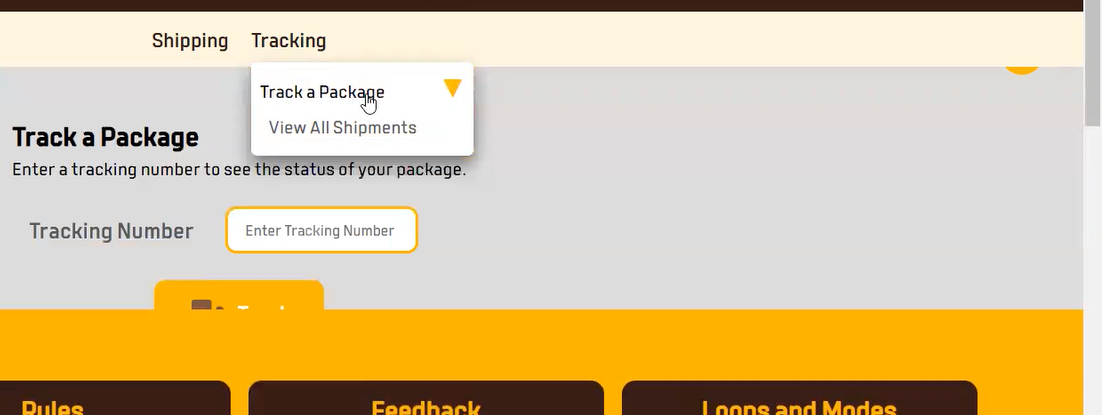 Shipping Tracking
Track a Package
View All Shipments
Track a Package
Enter a tracking number to see the status of your package.
Tracking Number
Enter Tracking Number
Rules Feedback Loops and Modes